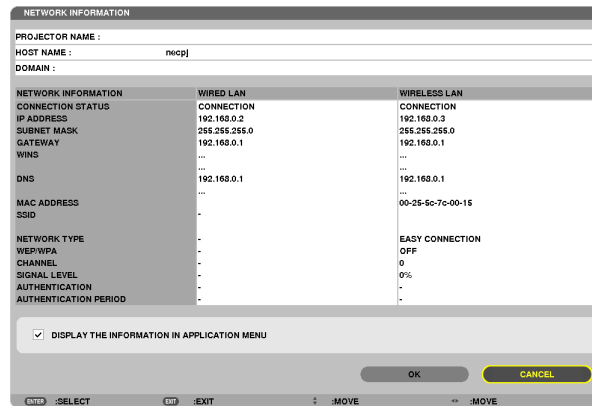 NETWORK INFORMATION
PROJECTOR NAME :
HOST NAME : necpj
DOMAIN :
NETWORK INFORMATION WIRED LAN WIRELESS LAN
CONNECTION STATUS CONNECTION CONNECTION
IP ADDRESS 192.168.0.2 192.168.0.3
SUBNET MASK 255.255.255.0 255.255.255.0
GATEWAY 192.168.0.1 192.168.0.1
WINS ... ...
... ...
DNS 192.168.0.1 192.168.0.1
... ...
MAC ADDRESS 00-25-5c-7c-00-15
SSID -
NETWORK TYPE - EASY CONNECTION
WEP/WPA - OFF
CHANNEL - 0
SIGNAL LEVEL - 0%
AUTHENTICATION - -
AUTHENTICATION PERIOD - -
DISPLAY THE INFORMATION IN APPLICATION MENU
OK CANCEL
ENTER :SELECT EXIT :EXIT :MOVE :MOVE